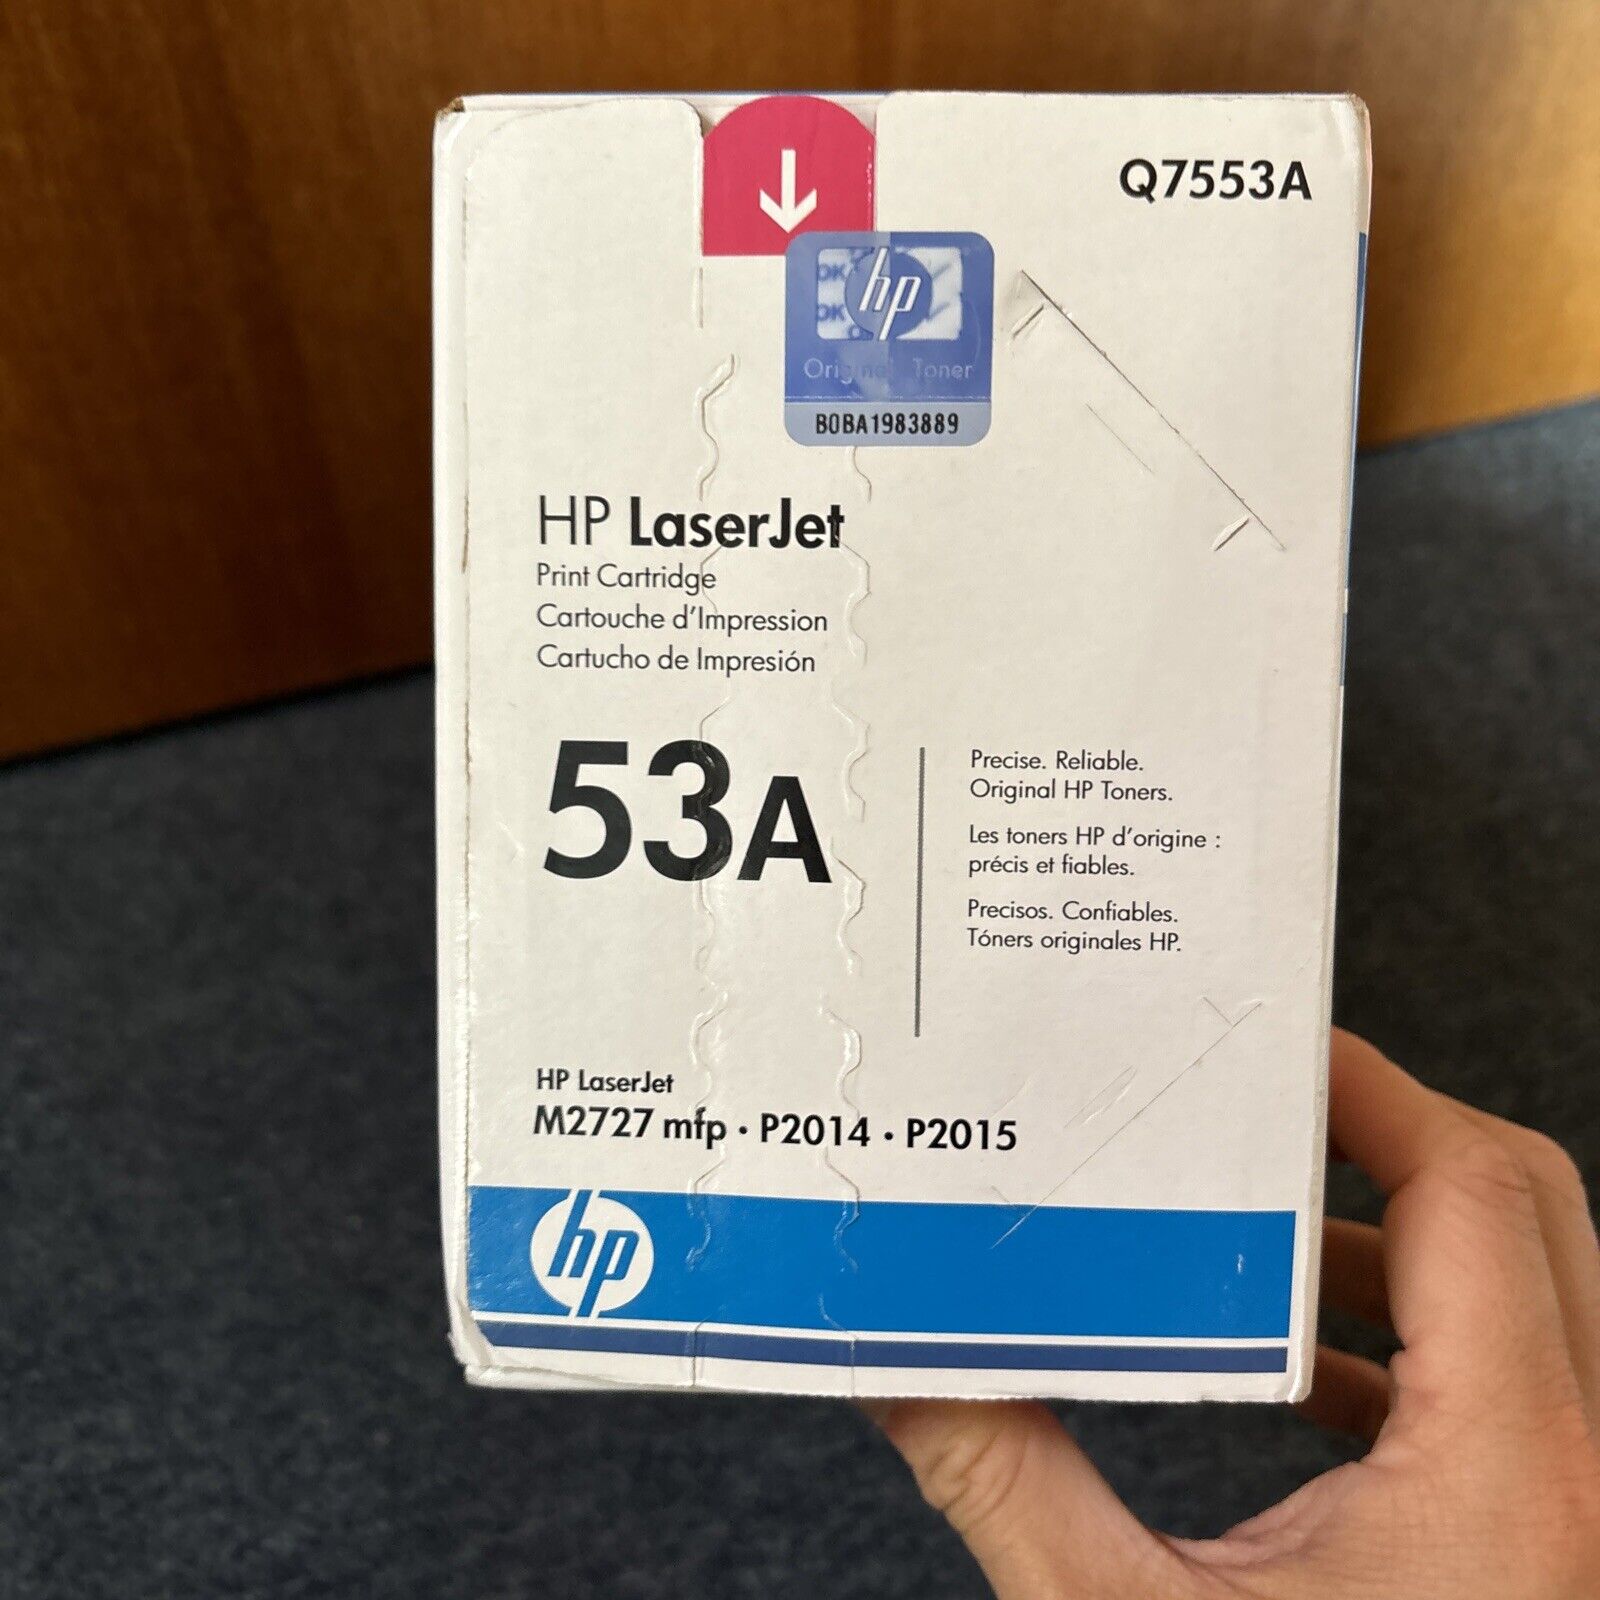 Q7553A
OK
OK
hp
Original Toner
B0BA1983889
HP LaserJet
Print Cartridge
Cartouche d'Impression
Cartucho de Impresión
53A
Precise. Reliable.
Original HP Toners.
Les toners HP d'origine :
précis et fiables.
Precisos. Confiables.
Tóners originales HP.
HP LaserJet
M2727 mfp • P2014 • P2015
hp